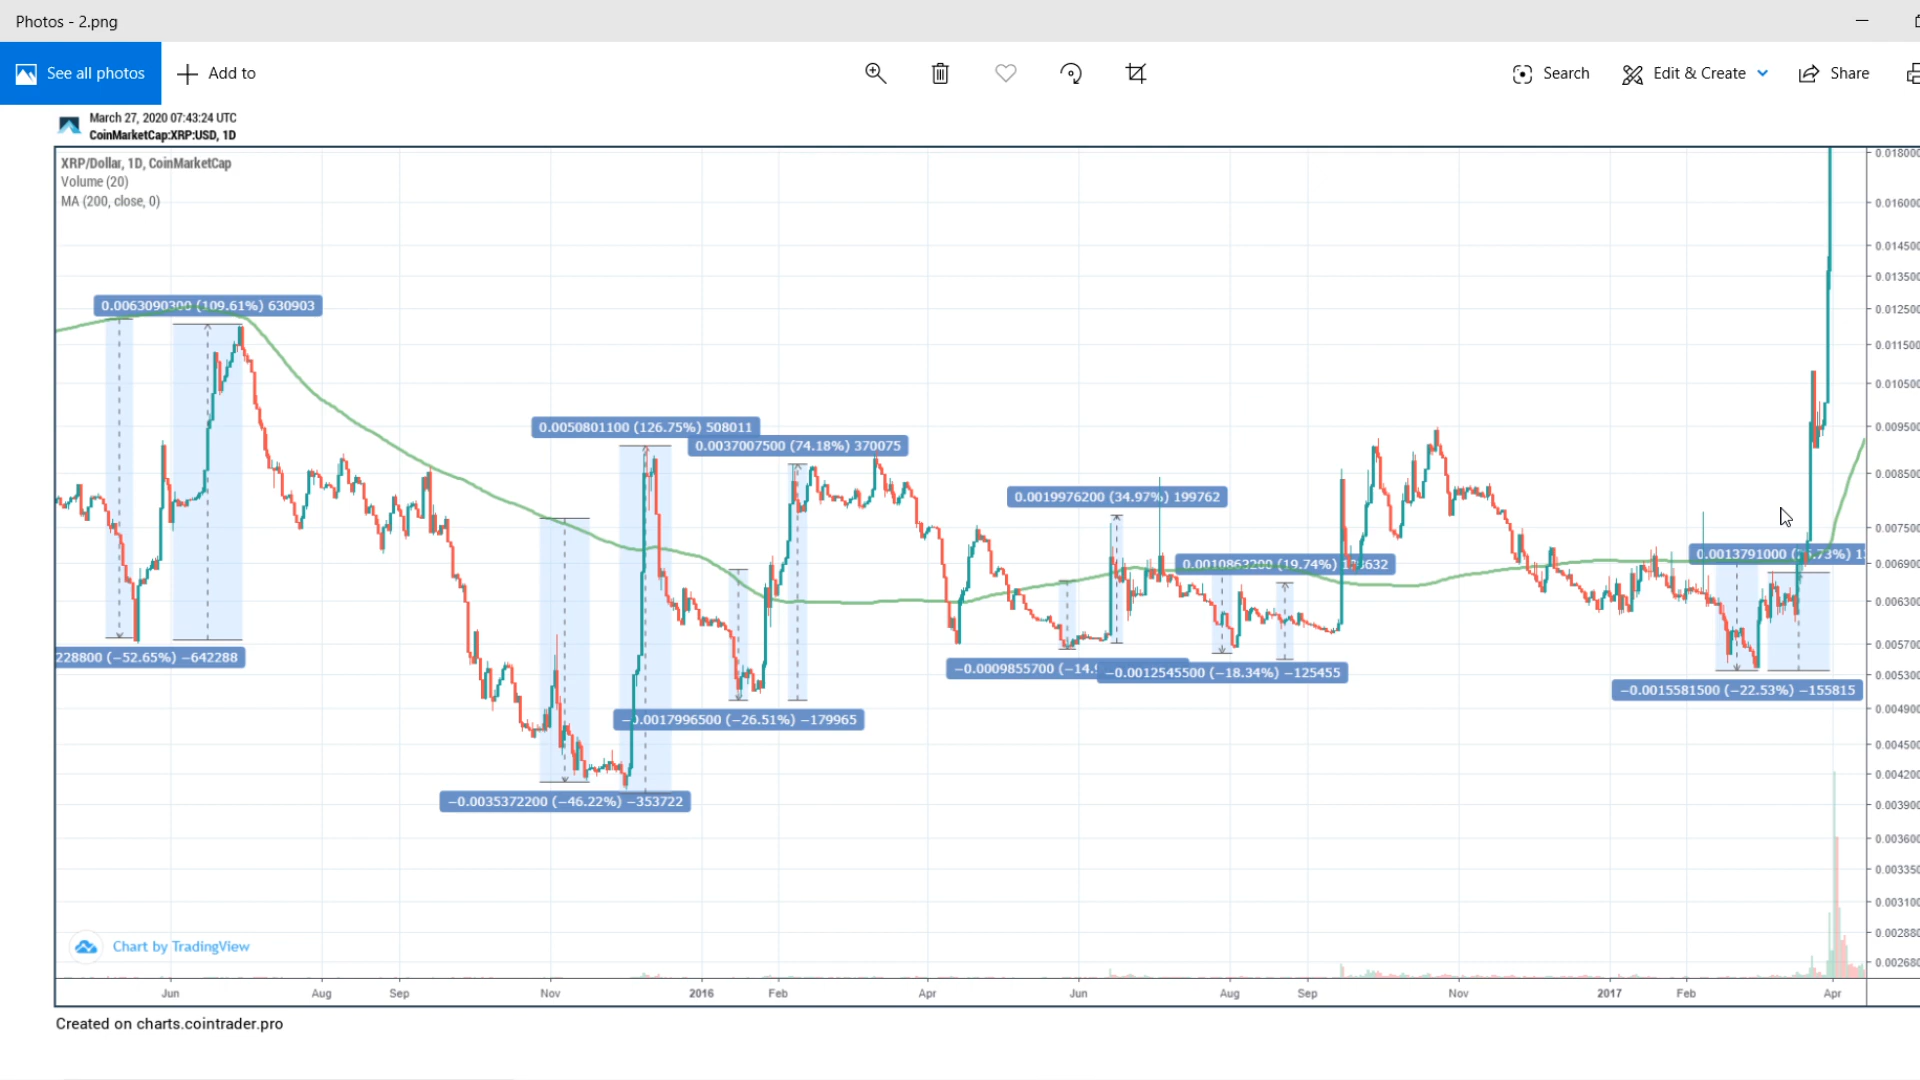 Photos - 2.png
See all photos
Add to
Search
Edit & Create
Share
March 27, 2020 07:43:24 UTC
CoinMarketCap:XRP:USD, 1D
XRP/Dollar, 1D, CoinMarketCap
Volume (20)
MA (200, close, 0)
0.0063090300 (109.61%) 630903
228800 (−52.65%) −642288
0.0050801100 (126.75%) 508011
0.0037007500 (74.18%) 370075
−0.0017996500 (−26.51%) −179965
−0.0035372200 (−46.22%) −353722
0.0019976200 (34.97%) 199762
0.0010863200 (19.74%)
−0.0009855700 (−14.
−0.0012545500 (−18.34%) −125455
0.0013791000
−0.0015581500 (−22.53%) −155815
0.018000
0.016000
0.014500
0.013500
0.012500
0.011500
0.010500
0.009500
0.008500
0.007500
0.006900
0.006300
0.005700
0.005300
0.004900
0.004500
0.004200
0.003900
0.003600
0.003350
0.003100
0.002880
0.002680
Chart by TradingView
Jun Aug Sep Nov 2016 Feb Apr Jun Aug Sep Nov 2017 Feb Apr
Created on charts.cointrader.pro